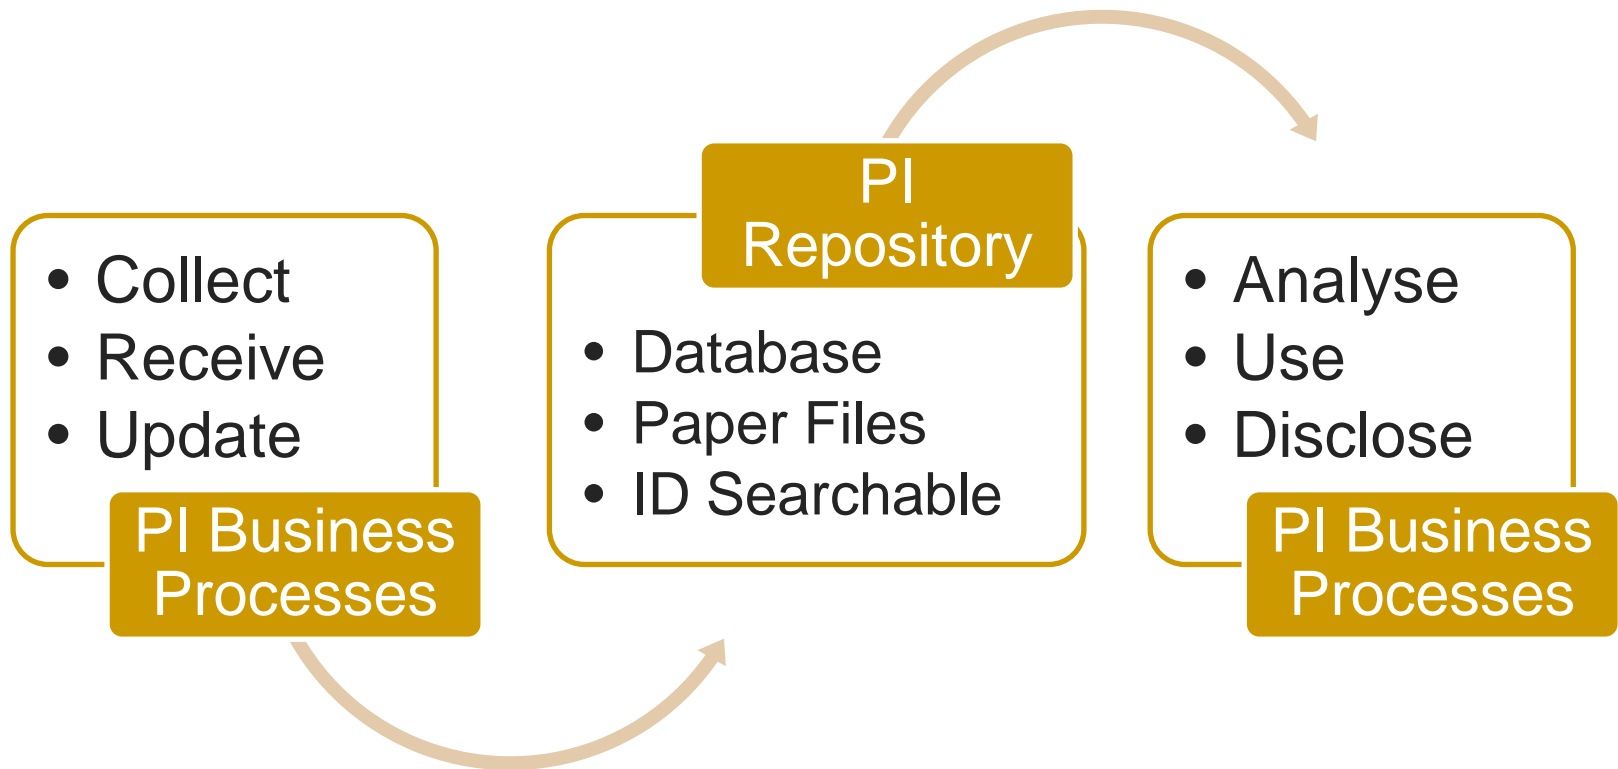 • Collect
• Receive
• Update
PI Business
Processes
PI
Repository
• Database
• Paper Files
• ID Searchable
• Analyse
• Use
• Disclose
PI Business
Processes